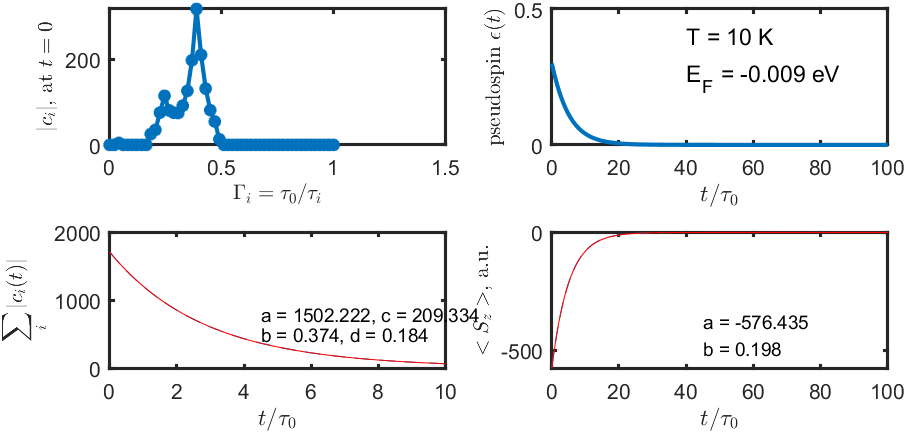 |c_i|, at t = 0
200
0
0
0.5
1
1.5
Γ_i = τ_0/τ_i
pseudospin ϵ(t)
0.5
0
T = 10 K
E_F = -0.009 eV
0
20
40
60
80
100
t/τ_0
∑_i |c_i(t)|
2000
1000
0
a = 1502.222, c = 209.334
b = 0.374, d = 0.184
0
2
4
6
8
10
t/τ_0
< S_z >, a.u.
0
-500
a = -576.435
b = 0.198
0
20
40
60
80
100
t/τ_0